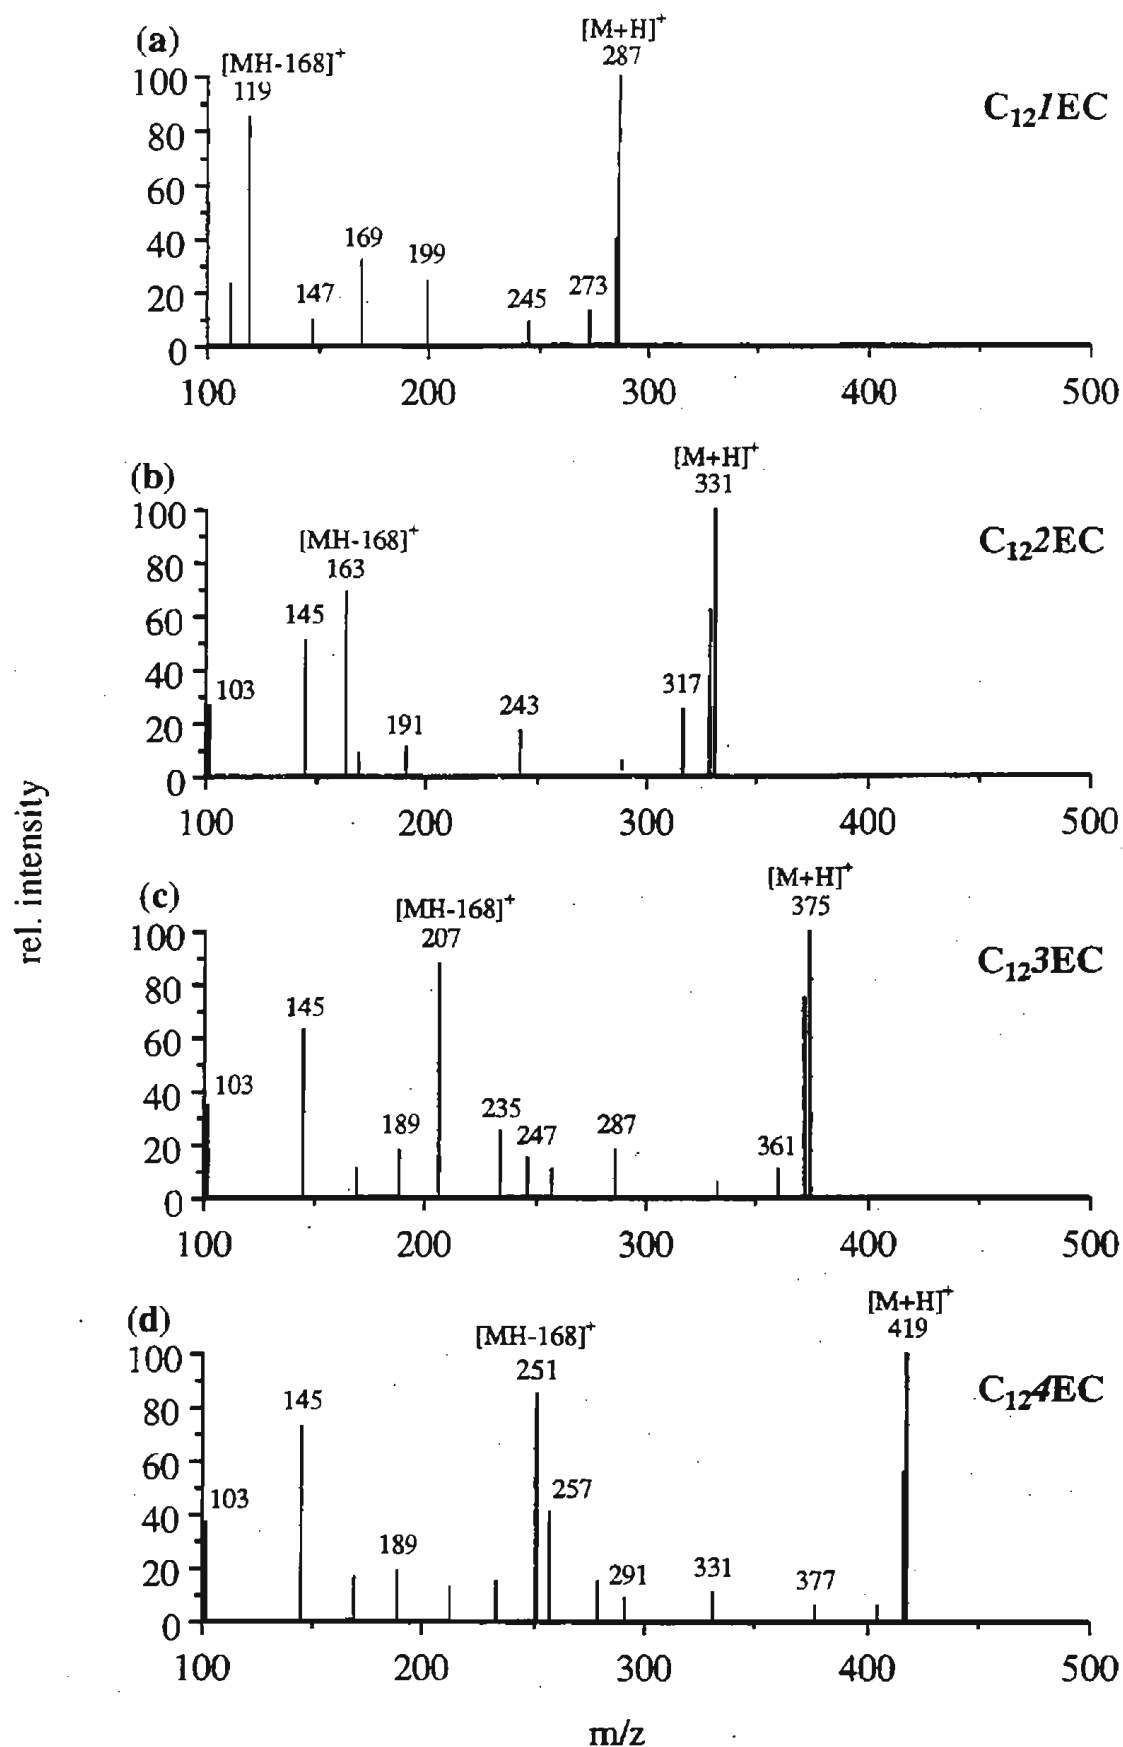 (a)
[M+H]⁺
287
[MH-168]⁺
119
C₁₂1EC
100
80
60
40
20
0
169
199
147
245
273
100 200 300 400 500
(b)
[M+H]⁺
331
[MH-168]⁺
163
C₁₂2EC
100
80
60
40
20
0
145
103
191
243
317
100 200 300 400 500
(c)
[M+H]⁺
375
[MH-168]⁺
207
C₁₂3EC
100
80
60
40
20
0
145
103
189
235
247
287
361
100 200 300 400 500
(d)
[M+H]⁺
419
[MH-168]⁺
251
C₁₂4EC
100
80
60
40
20
0
145
103
257
189
291
331
377
100 200 300 400 500
rel. intensity
m/z